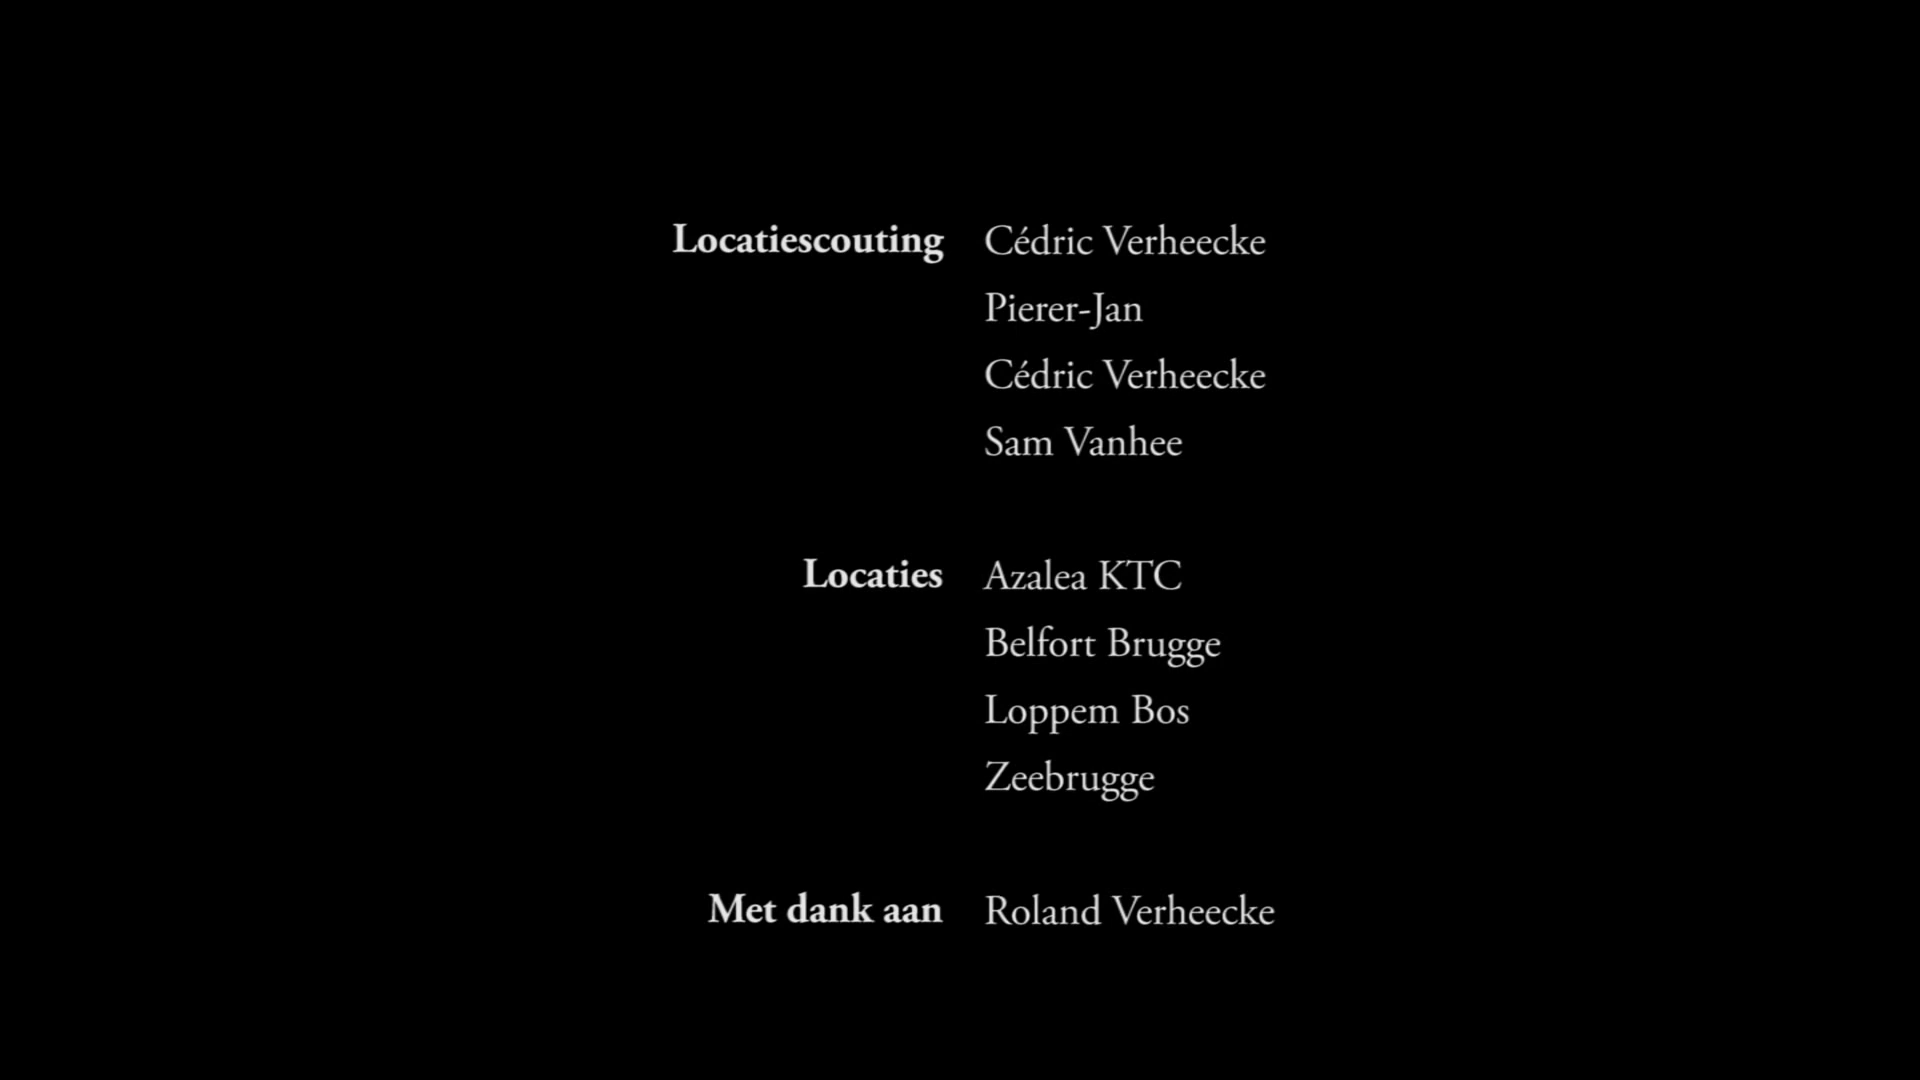 Locatiescouting Cédric Verheecke
Pierer-Jan
Cédric Verheecke
Sam Vanhee
Locaties Azalea KTC
Belfort Brugge
Loppem Bos
Zeebrugge
Met dank aan Roland Verheecke